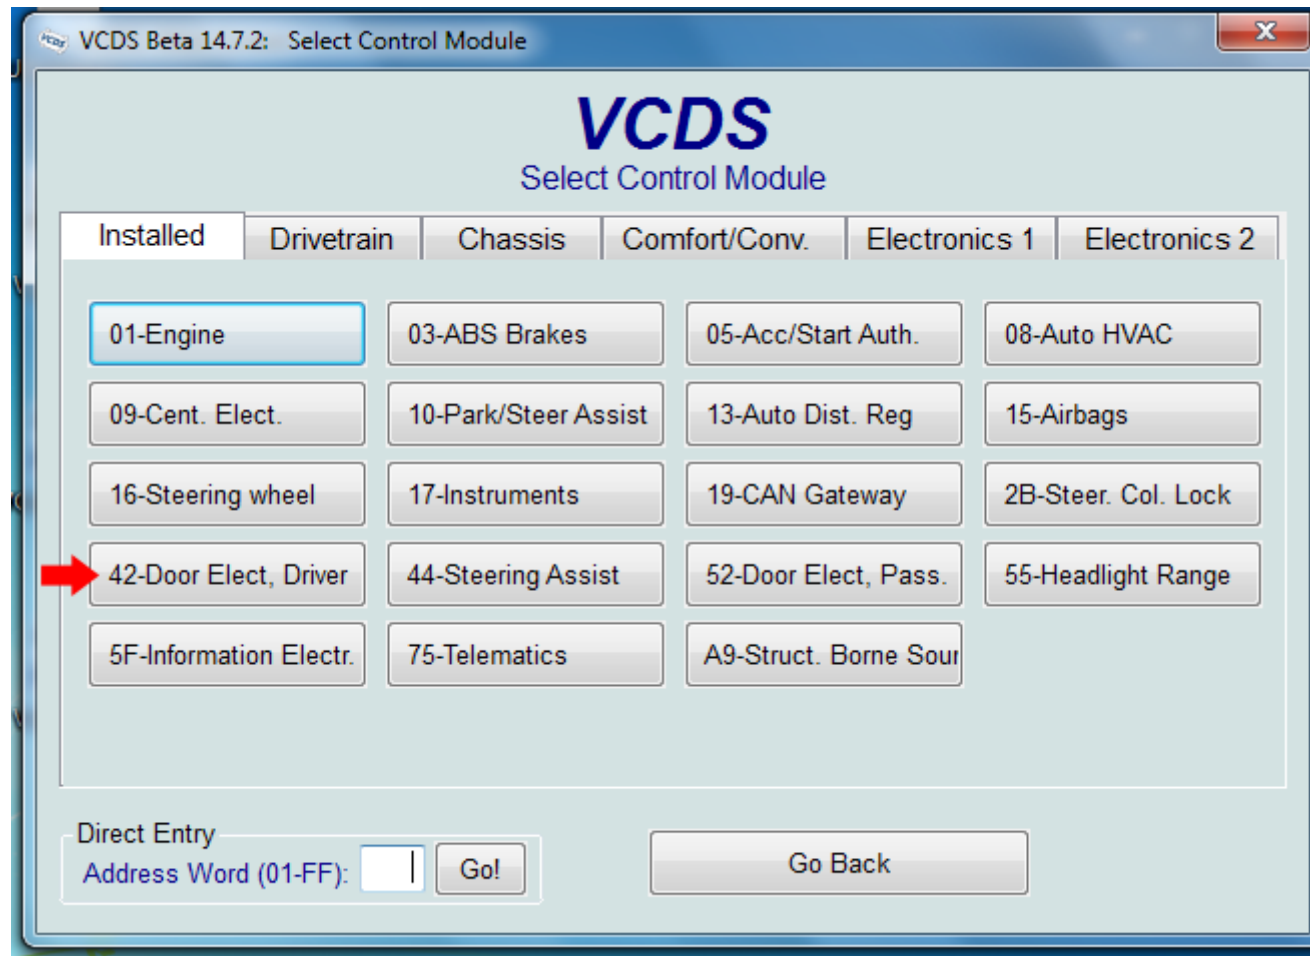 VCDS Beta 14.7.2: Select Control Module
VCDS
Select Control Module
Installed Drivetrain Chassis Comfort/Conv. Electronics 1 Electronics 2
01-Engine 03-ABS Brakes 05-Acc/Start Auth. 08-Auto HVAC
09-Cent. Elect. 10-Park/Steer Assist 13-Auto Dist. Reg 15-Airbags
16-Steering wheel 17-Instruments 19-CAN Gateway 2B-Steer. Col. Lock
42-Door Elect, Driver 44-Steering Assist 52-Door Elect, Pass. 55-Headlight Range
5F-Information Electr. 75-Telematics A9-Struct. Borne Sour
Direct Entry
Address Word (01-FF): Go! Go Back